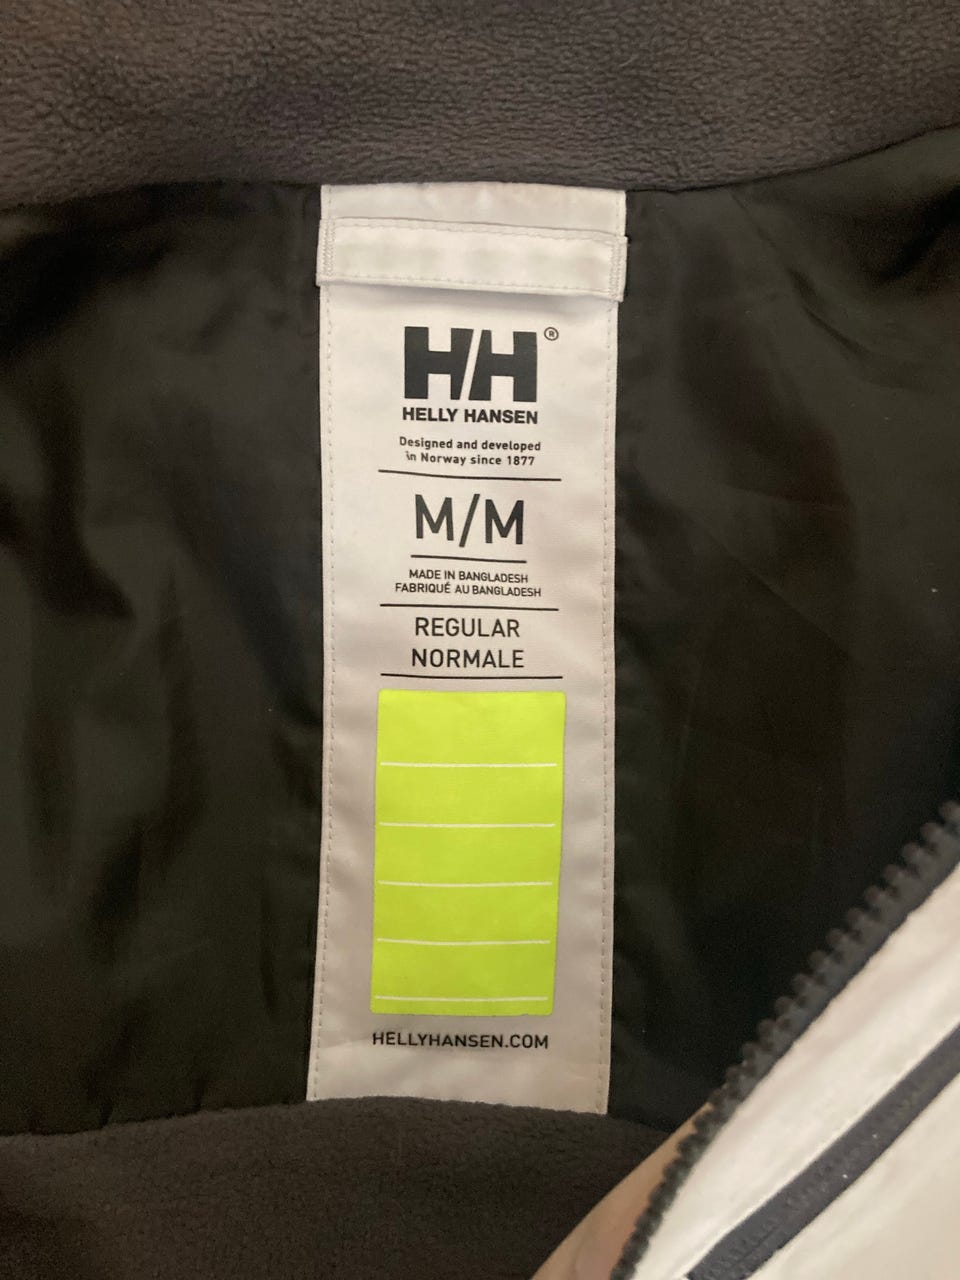 HH®
HELLY HANSEN
Designed and developed
in Norway since 1877
M/M
MADE IN BANGLADESH
FABRIQUÉ AU BANGLADESH
REGULAR
NORMALE
HELLYHANSEN.COM